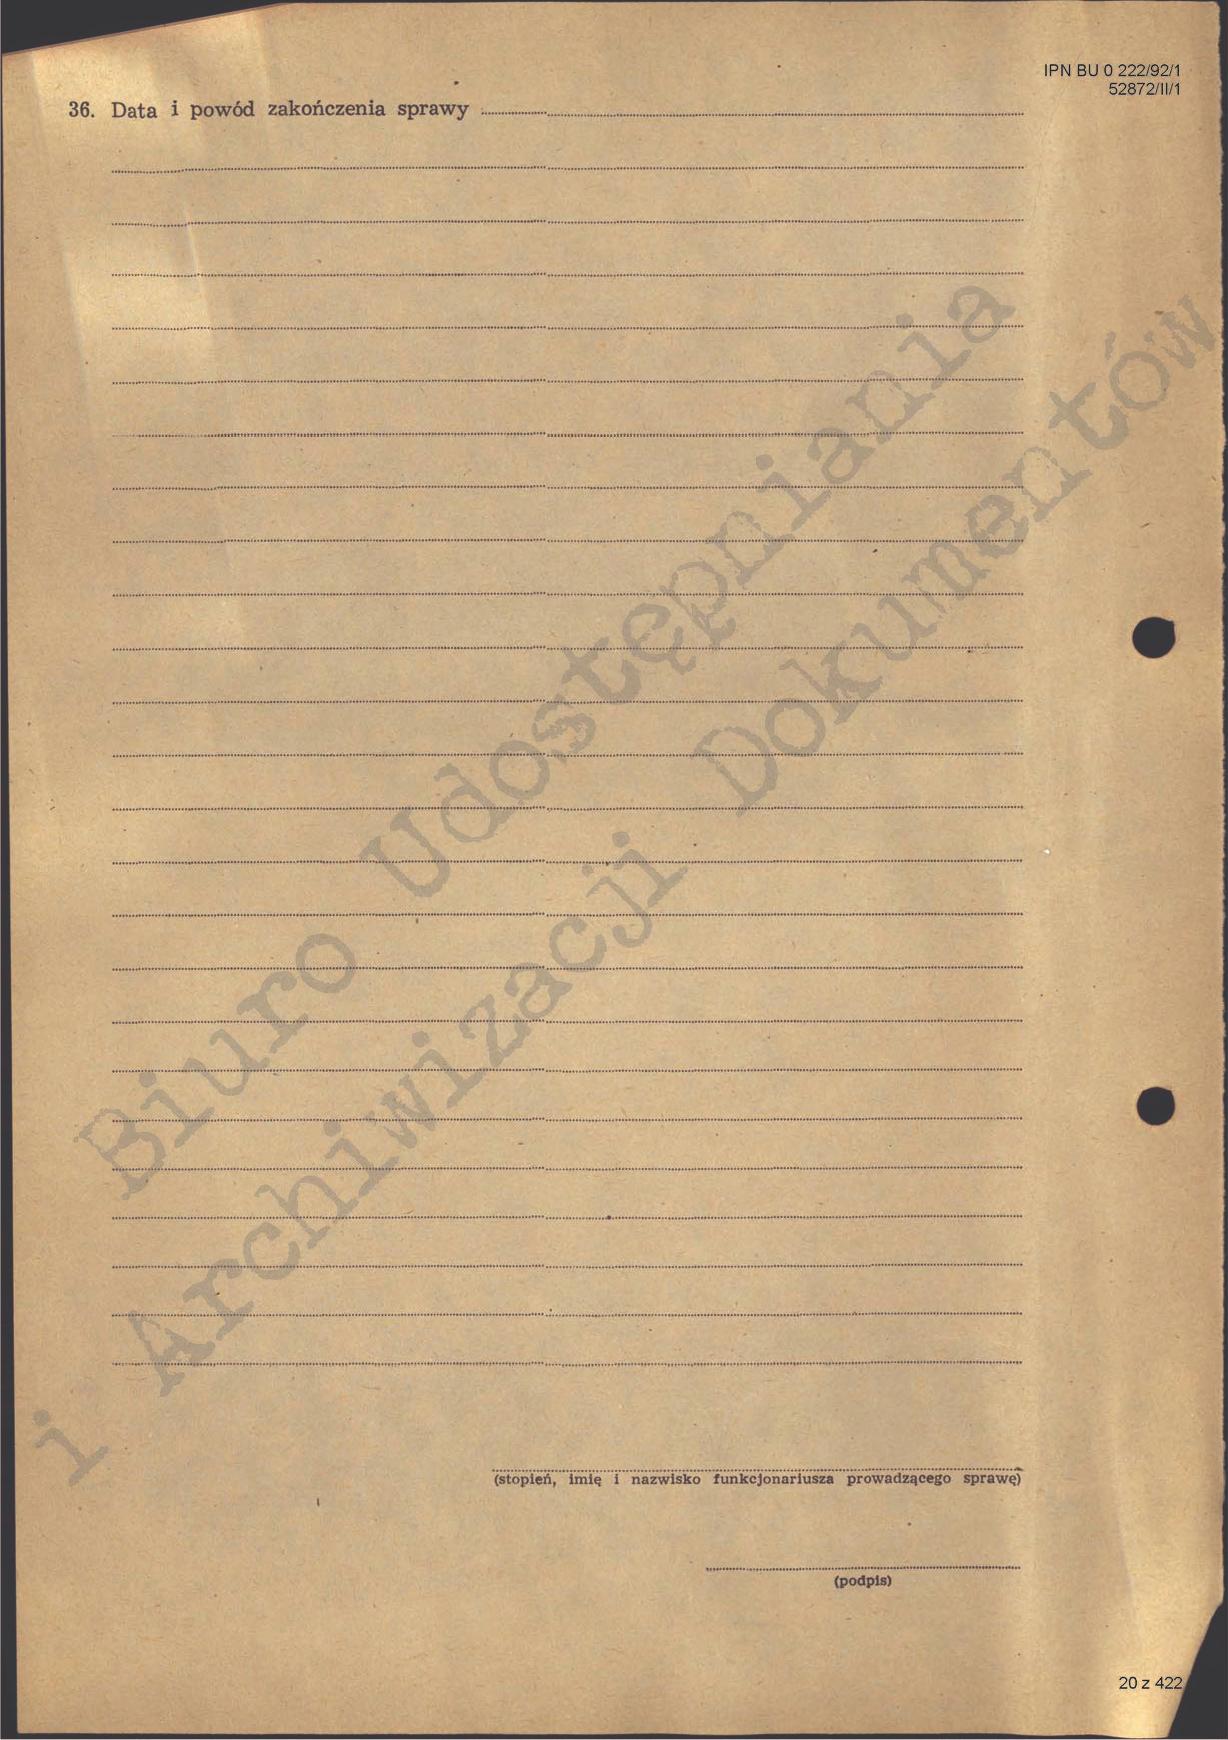 IPN BU 0 222/92/1
52872/II/1
36. Data i powód zakończenia sprawy
Biuro Udostępniania
i Archiwizacji Dokumentów
(stopień, imię i nazwisko funkcjonariusza prowadzącego sprawę)
(podpis)
20 z 422